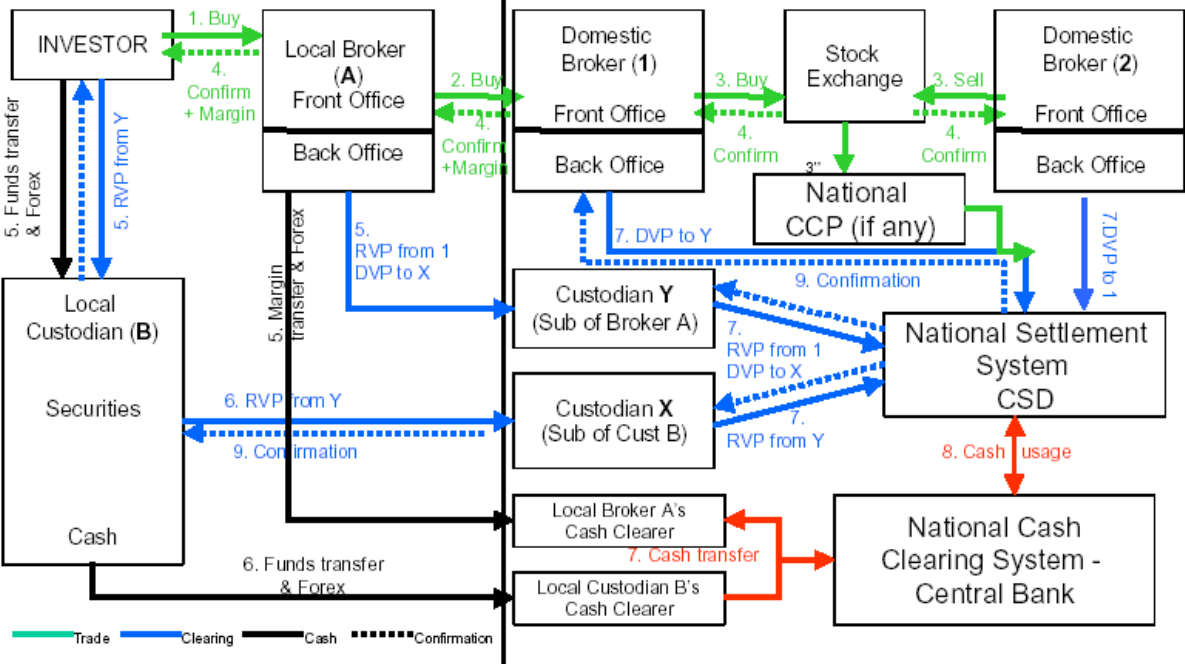 INVESTOR
1. Buy
4.
Confirm
+ Margin
Local Broker
(A)
Front Office
Back Office
2. Buy
4.
Confirm
+Margin
Domestic
Broker (1)
Front Office
Back Office
3. Buy
4.
Confirm
Stock
Exchange
3. Sell
4.
Confirm
Domestic
Broker (2)
Front Office
Back Office
3"
National
CCP (if any)
5. Funds transfer
& Forex
5. RVP from Y
5. Margin
transfer & Forex
5.
RVP from 1
DVP to X
7. DVP to Y
9. Confirmation
7.DVP to 1
Local
Custodian (B)
Securities
Cash
Custodian Y
(Sub of Broker A)
7.
RVP from 1
DVP to X
National Settlement
System
CSD
6. RVP from Y
9. Confirmation
Custodian X
(Sub of Cust B)
7.
RVP from Y
8. Cash usage
Local Broker A's
Cash Clearer
7. Cash transfer
National Cash
Clearing System -
Central Bank
6. Funds transfer
& Forex
Local Custodian B's
Cash Clearer
Trade
Clearing
Cash
Confirmation